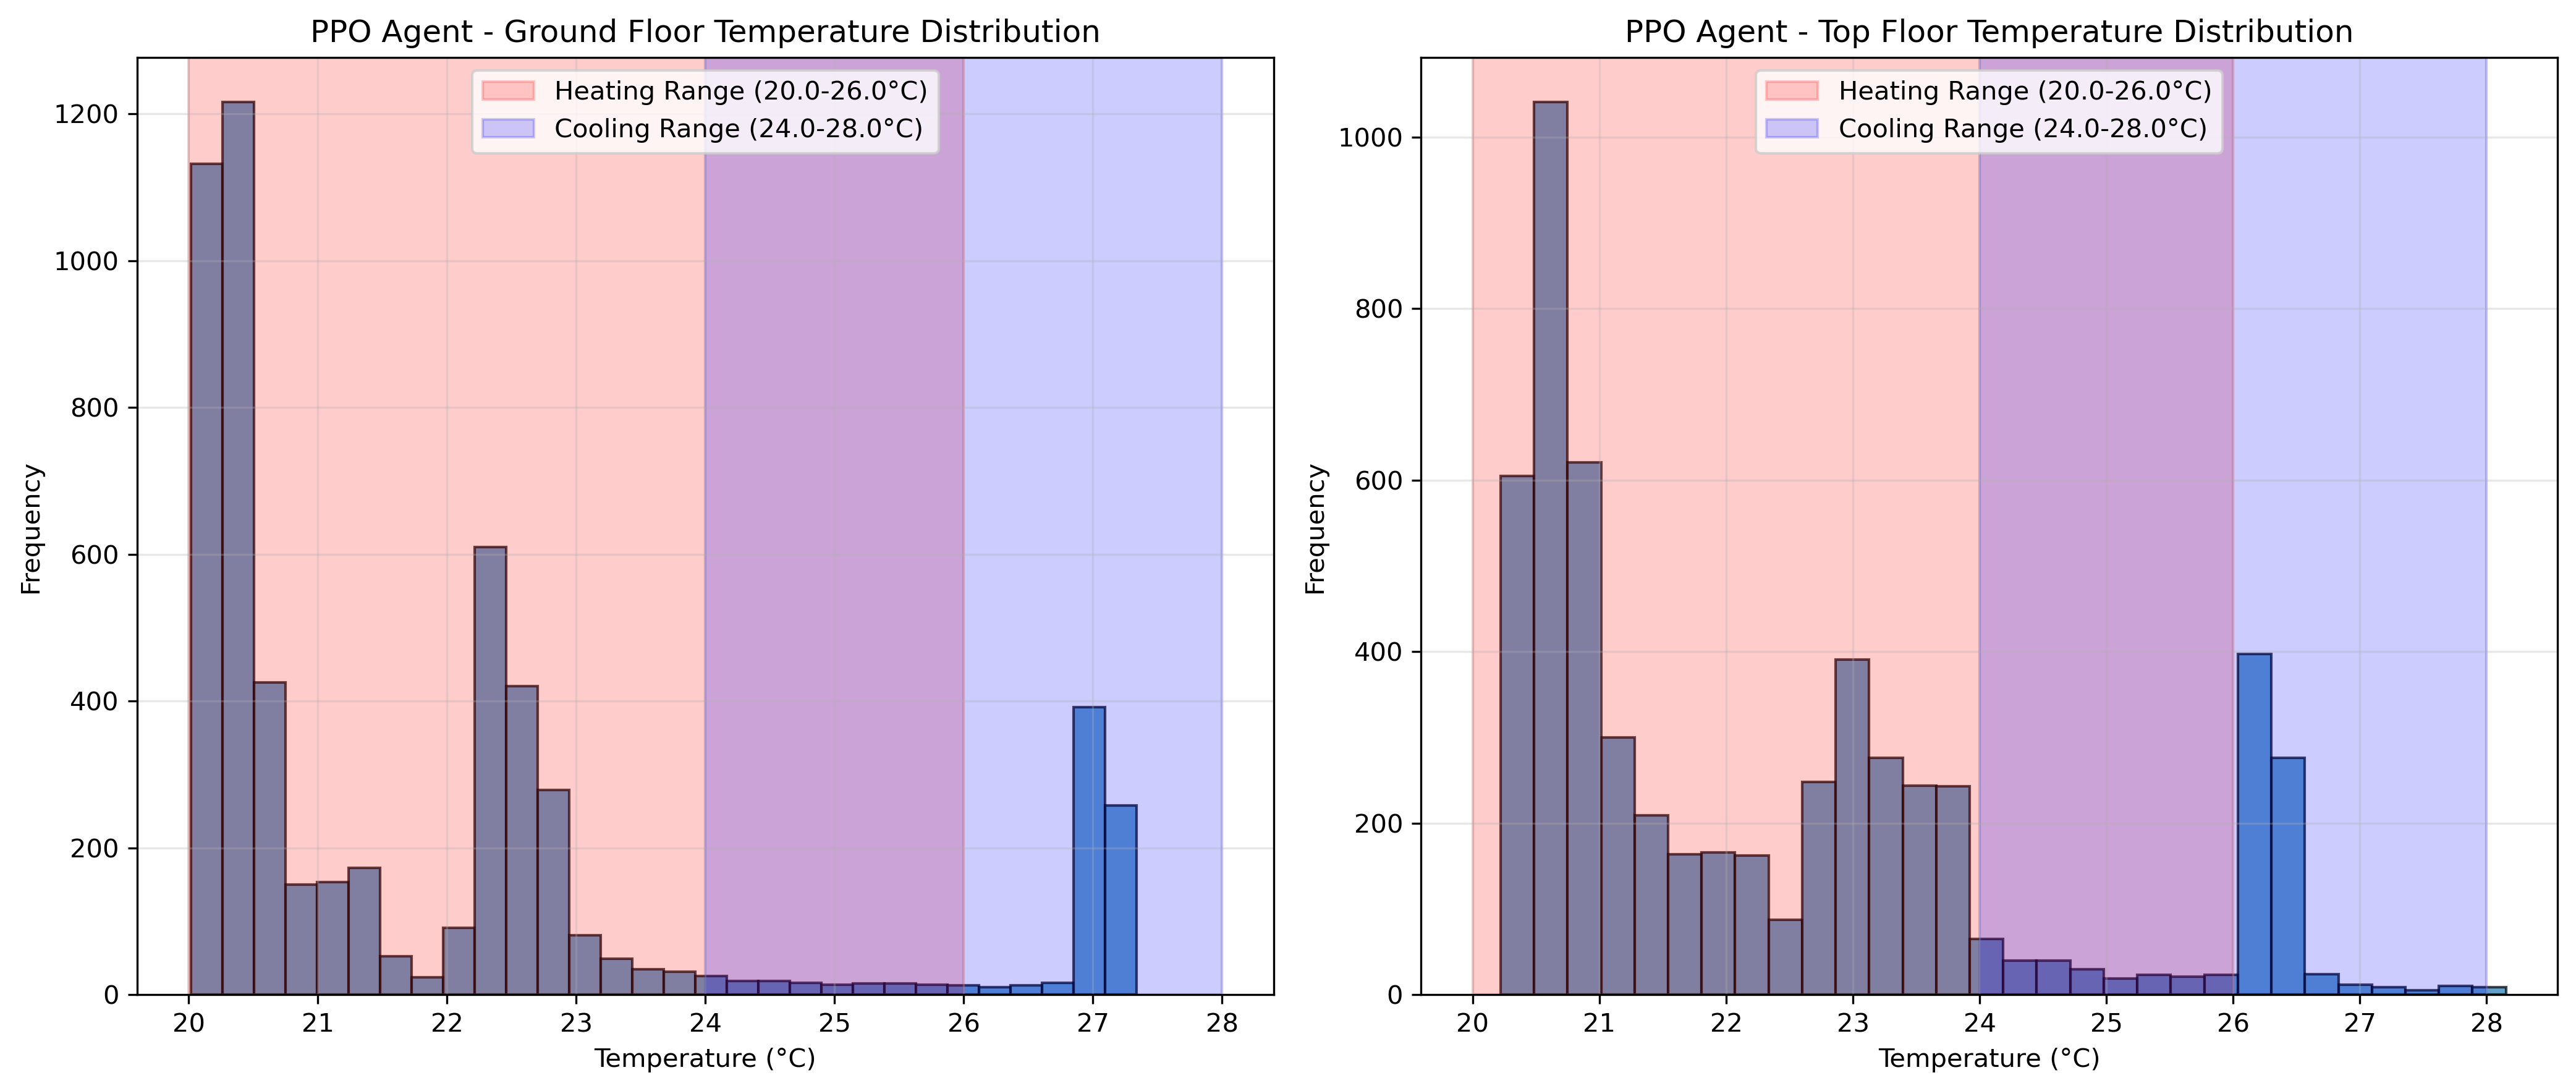 PPO Agent - Ground Floor Temperature Distribution
Heating Range (20.0-26.0°C)
Cooling Range (24.0-28.0°C)
1200
1000
800
600
400
200
0
Frequency
20 21 22 23 24 25 26 27 28
Temperature (°C)
PPO Agent - Top Floor Temperature Distribution
Heating Range (20.0-26.0°C)
Cooling Range (24.0-28.0°C)
1000
800
600
400
200
0
Frequency
20 21 22 23 24 25 26 27 28
Temperature (°C)